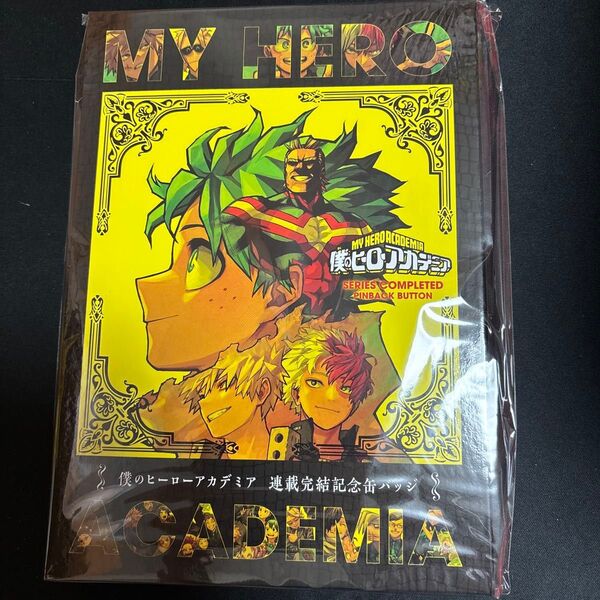 MY HERO
MY HERO ACADEMIA
僕のヒーローアカデミア
SERIES COMPLETED
PINBACK BUTTON
僕のヒーローアカデミア 連載完結記念缶バッジ
ACADEMIA